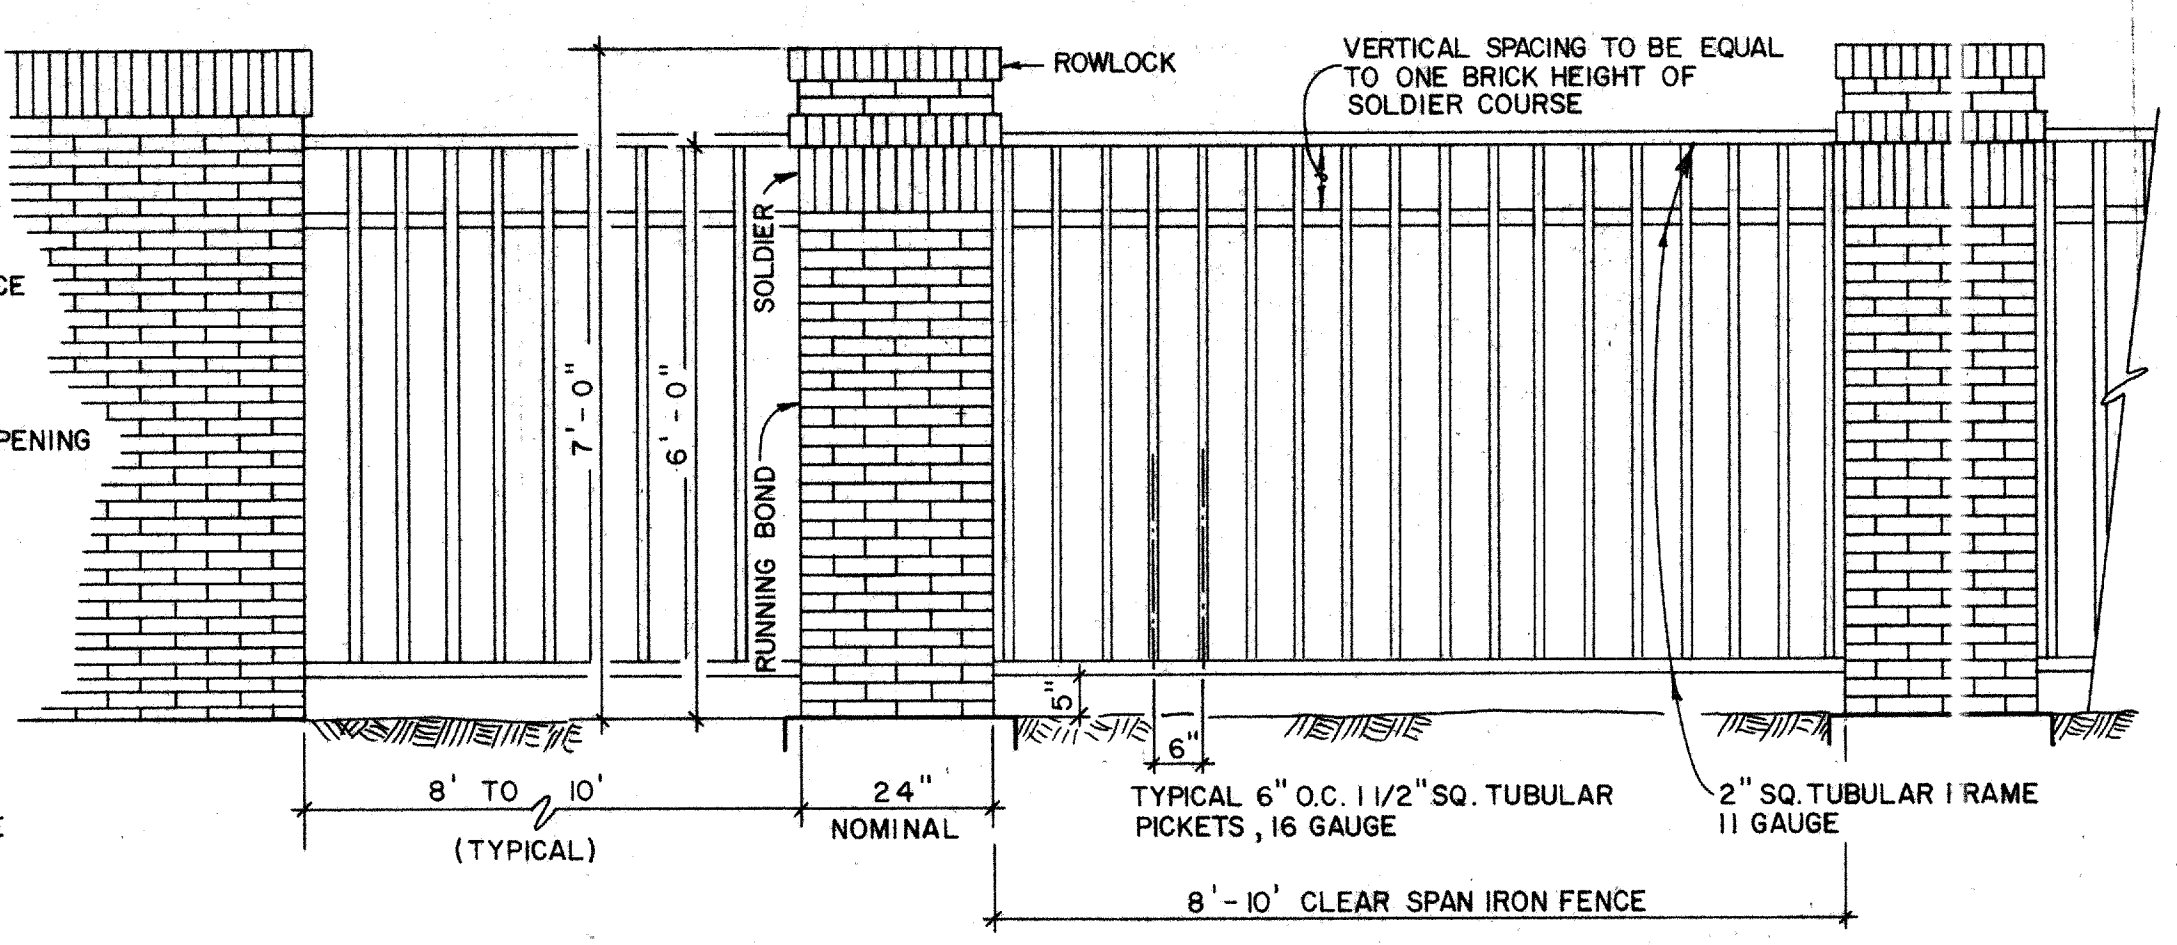 ROWLOCK
VERTICAL SPACING TO BE EQUAL
TO ONE BRICK HEIGHT OF
SOLDIER COURSE
SOLDIER
CE
7'-0"
6'-0"
PENING
RUNNING BOND
5"
6"
8' TO 10'
(TYPICAL)
24"
NOMINAL
TYPICAL 6" O.C. 1 1/2" SQ. TUBULAR
PICKETS, 16 GAUGE
2" SQ. TUBULAR FRAME
11 GAUGE
E
8'-10' CLEAR SPAN IRON FENCE